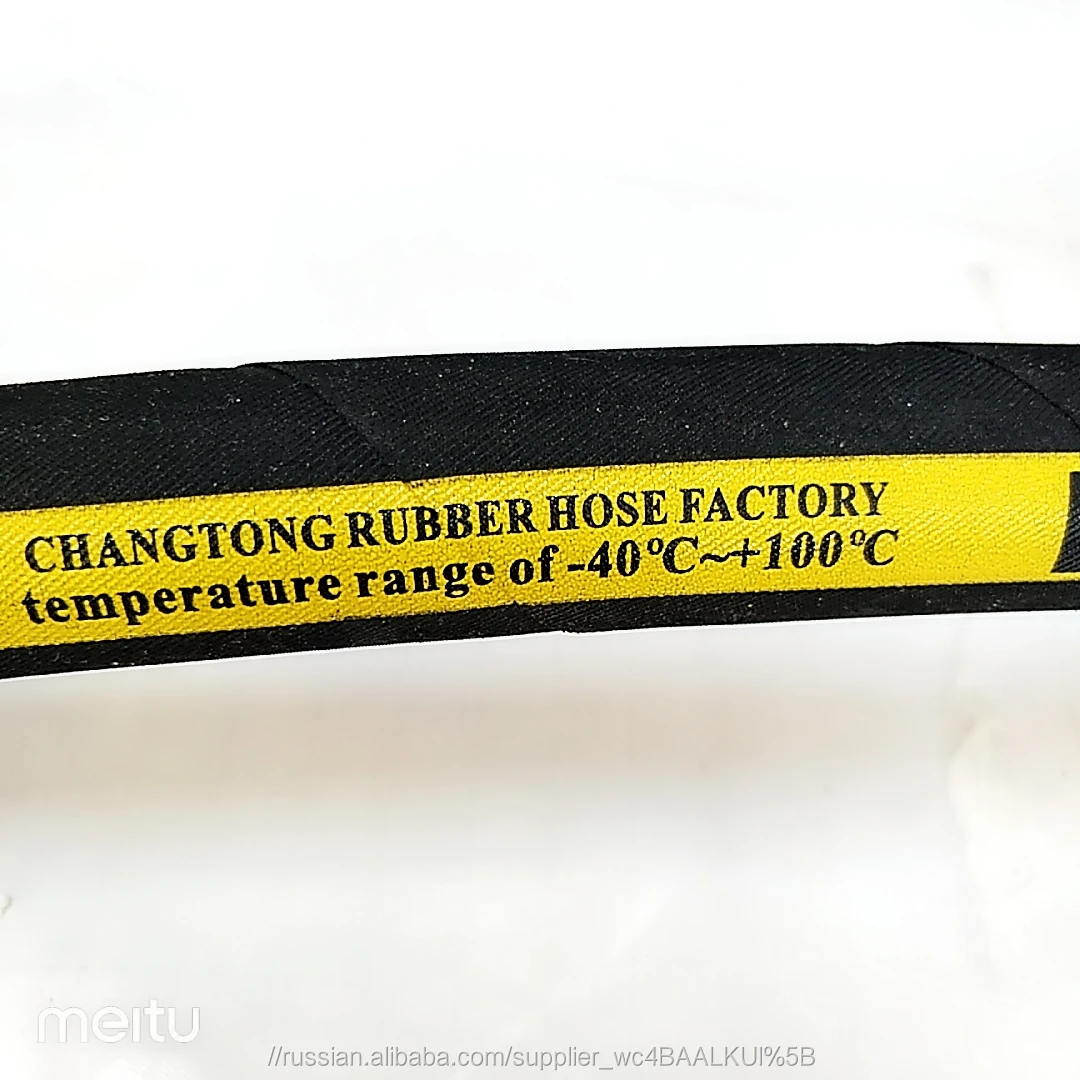 CHANGTONG RUBBER HOSE FACTORY
temperature range of -40°C~+100°C
meitu
//russian.alibaba.com/supplier_wc4BAALKUI%5B